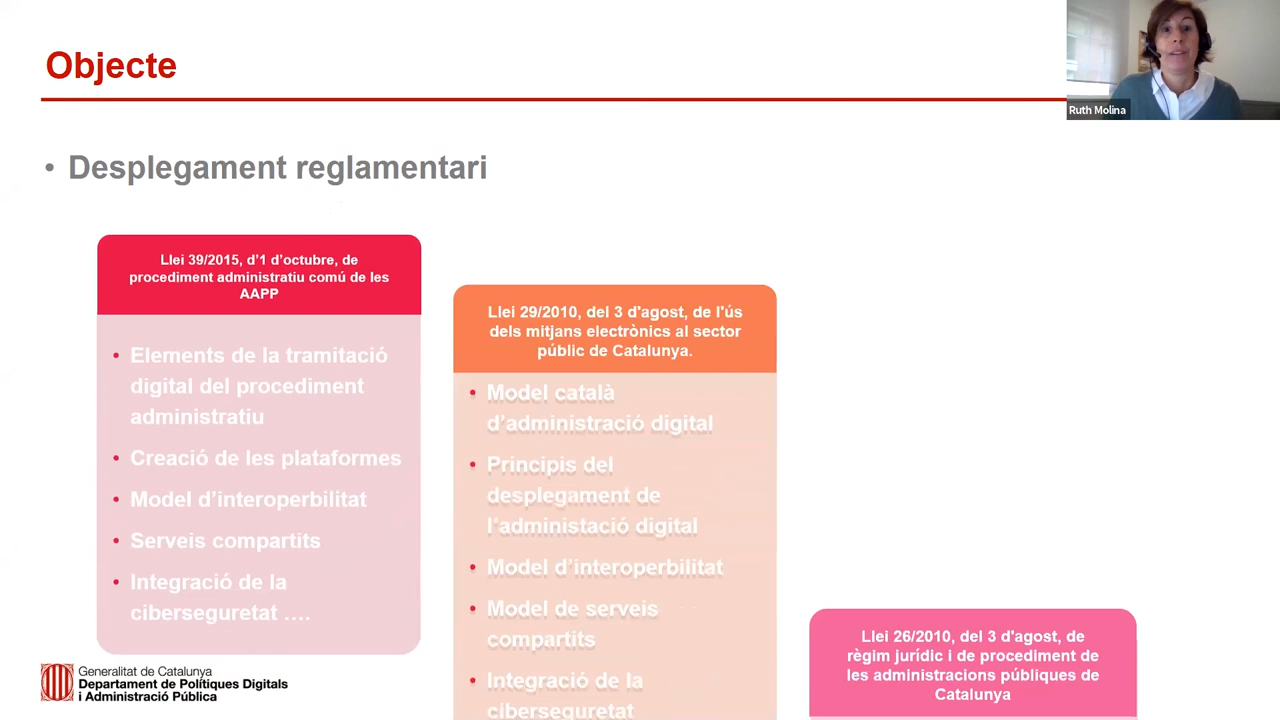 Objecte
Ruth Molina
• Desplegament reglamentari
Llei 39/2015, d'1 d'octubre, de
procediment administratiu comú de les
AAPP
• Elements de la tramitació
digital del procediment
administratiu
• Creació de les plataformes
• Model d'interoperbilitat
• Serveis compartits
• Integració de la
ciberseguretat ....
Llei 29/2010, del 3 d'agost, de l'ús
dels mitjans electrònics al sector
públic de Catalunya.
• Model català
d'administració digital
• Principis del
desplegament de
l'administació digital
• Model d'interoperbilitat
• Model de serveis
compartits
• Integració de la
ciberseguretat
Llei 26/2010, del 3 d'agost, de
règim jurídic i de procediment de
les administracions públiques de
Catalunya
Generalitat de Catalunya
Departament de Polítiques Digitals
i Administració Pública